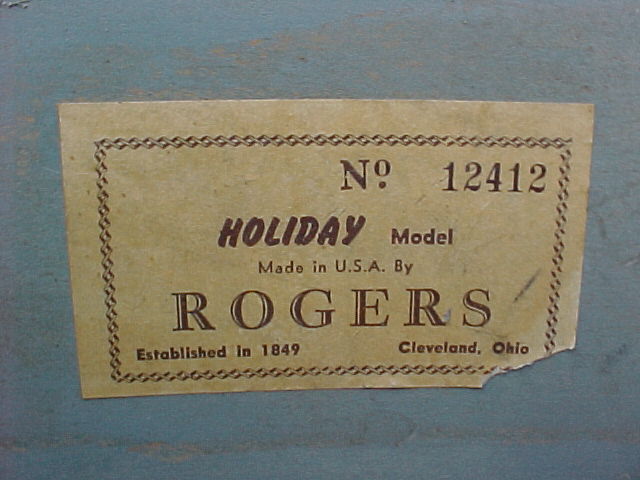 Nº 12412
HOLIDAY Model
Made in U.S.A. By
ROGERS
Established in 1849 Cleveland, Ohio